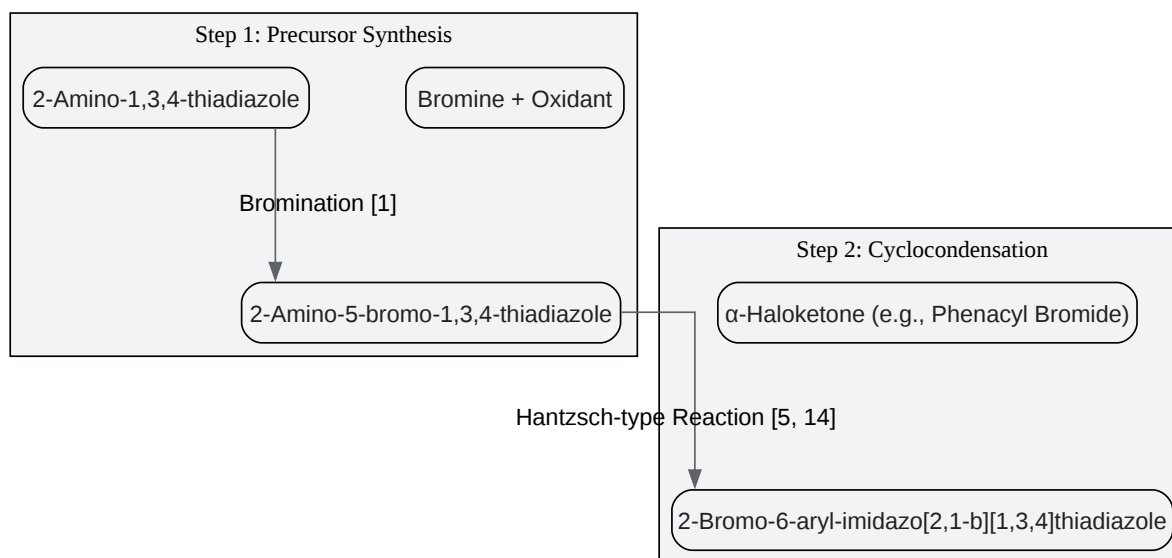 Step 1: Precursor Synthesis
2-Amino-1,3,4-thiadiazole
Bromine + Oxidant
Bromination [1]
2-Amino-5-bromo-1,3,4-thiadiazole
Step 2: Cyclocondensation
α-Haloketone (e.g., Phenacyl Bromide)
Hantzsch-type Reaction [5, 14]
2-Bromo-6-aryl-imidazo[2,1-b][1,3,4]thiadiazole